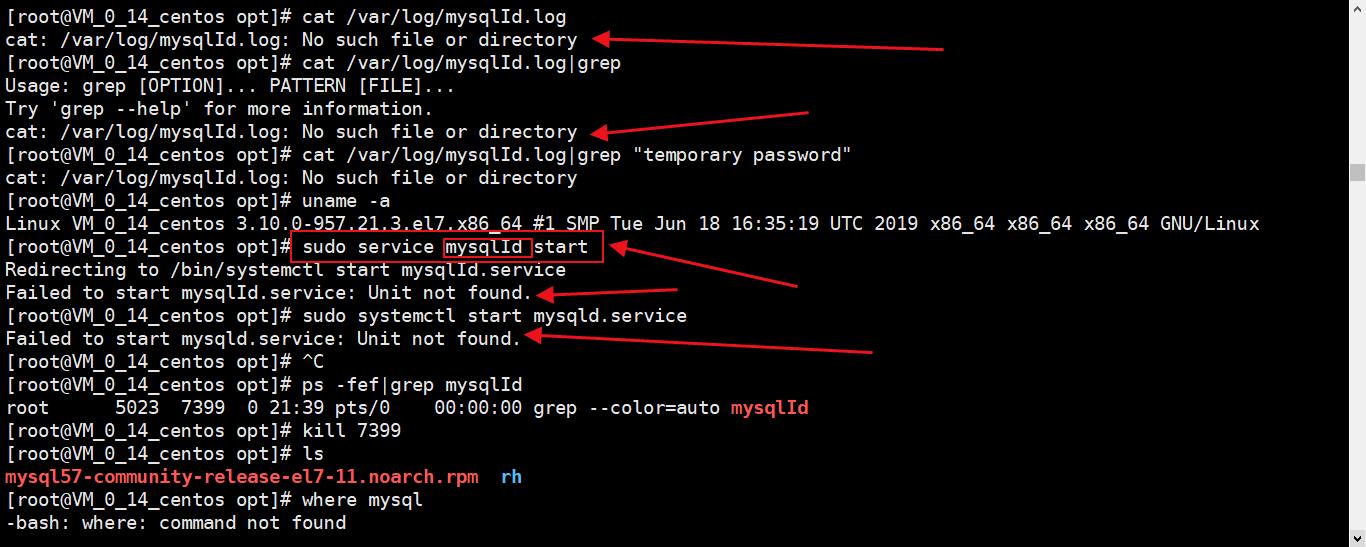 [root@VM_0_14_centos opt]# cat /var/log/mysqlId.log
cat: /var/log/mysqlId.log: No such file or directory
[root@VM_0_14_centos opt]# cat /var/log/mysqlId.log|grep
Usage: grep [OPTION]... PATTERN [FILE]...
Try 'grep --help' for more information.
cat: /var/log/mysqlId.log: No such file or directory
[root@VM_0_14_centos opt]# cat /var/log/mysqlId.log|grep "temporary password"
cat: /var/log/mysqlId.log: No such file or directory
[root@VM_0_14_centos opt]# uname -a
Linux VM_0_14_centos 3.10.0-957.21.3.el7.x86_64 #1 SMP Tue Jun 18 16:35:19 UTC 2019 x86_64 x86_64 x86_64 GNU/Linux
[root@VM_0_14_centos opt]# sudo service mysqlId start
Redirecting to /bin/systemctl start mysqlId.service
Failed to start mysqlId.service: Unit not found.
[root@VM_0_14_centos opt]# sudo systemctl start mysqld.service
Failed to start mysqld.service: Unit not found.
[root@VM_0_14_centos opt]# ^C
[root@VM_0_14_centos opt]# ps -fef|grep mysqlId
root      5023  7399  0 21:39 pts/0    00:00:00 grep --color=auto mysqlId
[root@VM_0_14_centos opt]# kill 7399
[root@VM_0_14_centos opt]# ls
mysql57-community-release-el7-11.noarch.rpm  rh
[root@VM_0_14_centos opt]# where mysql
-bash: where: command not found